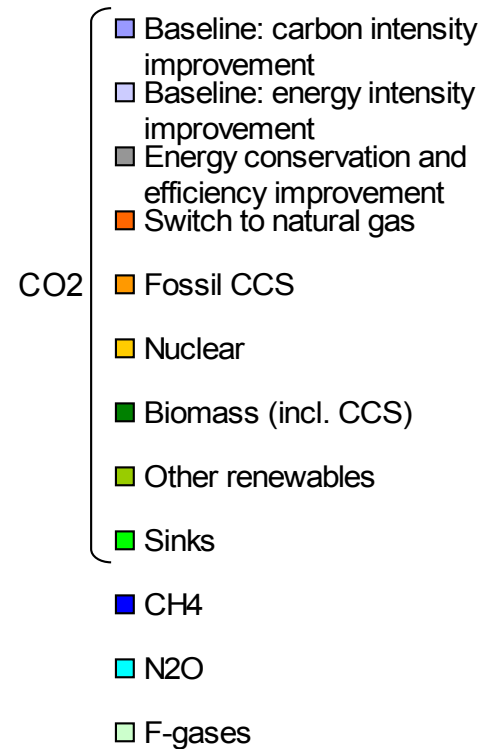 Baseline: carbon intensity
improvement
Baseline: energy intensity
improvement
Energy conservation and
efficiency improvement
Switch to natural gas
CO2
Fossil CCS
Nuclear
Biomass (incl. CCS)
Other renewables
Sinks
CH4
N2O
F-gases